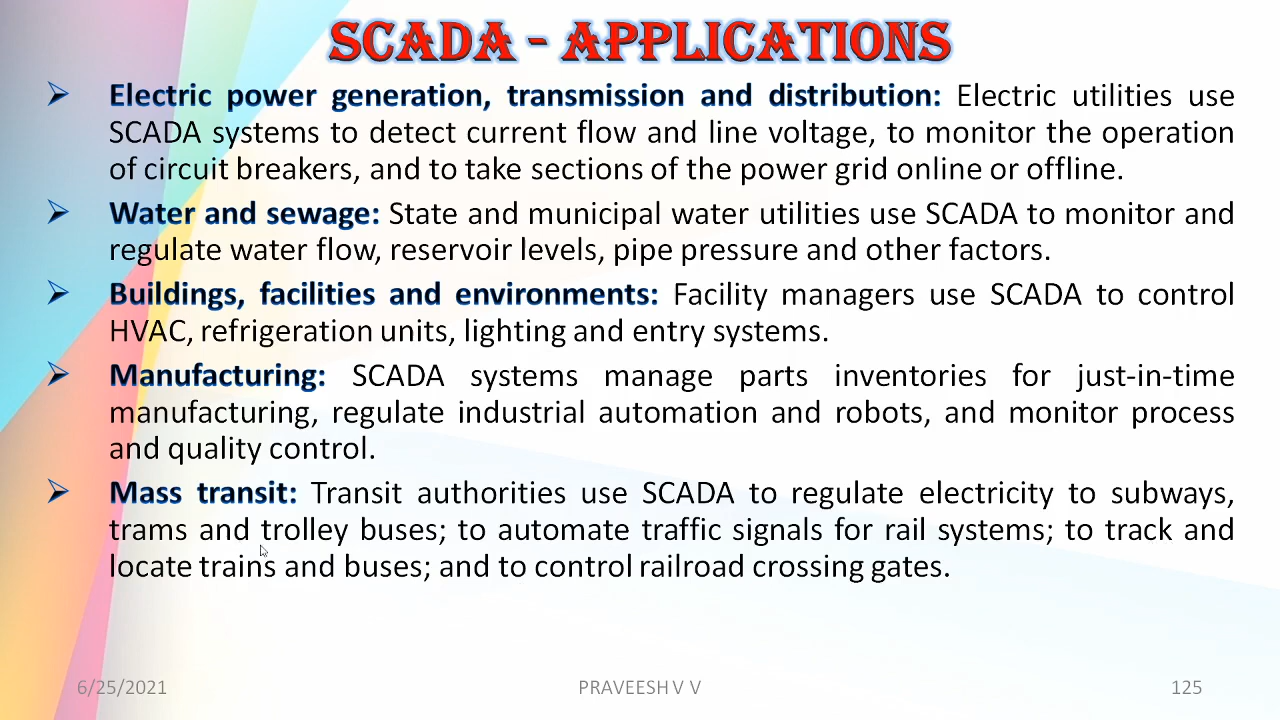 SCADA - APPLICATIONS
➢ Electric power generation, transmission and distribution: Electric utilities use
SCADA systems to detect current flow and line voltage, to monitor the operation
of circuit breakers, and to take sections of the power grid online or offline.
➢ Water and sewage: State and municipal water utilities use SCADA to monitor and
regulate water flow, reservoir levels, pipe pressure and other factors.
➢ Buildings, facilities and environments: Facility managers use SCADA to control
HVAC, refrigeration units, lighting and entry systems.
➢ Manufacturing: SCADA systems manage parts inventories for just-in-time
manufacturing, regulate industrial automation and robots, and monitor process
and quality control.
➢ Mass transit: Transit authorities use SCADA to regulate electricity to subways,
trams and trolley buses; to automate traffic signals for rail systems; to track and
locate trains and buses; and to control railroad crossing gates.
6/25/2021 PRAVEESH V V 125